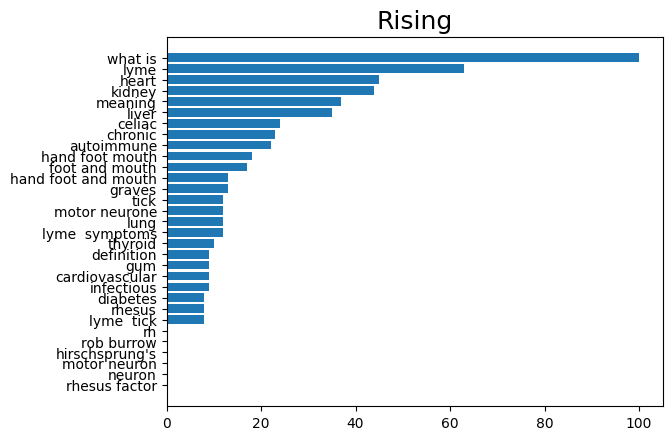 Rising
what is
lyme
heart
kidney
meaning
liver
celiac
chronic
autoimmune
hand foot mouth
foot and mouth
hand foot and mouth
graves
tick
motor neurone
lung
lyme  symptoms
thyroid
definition
gum
cardiovascular
infectious
diabetes
rhesus
lyme  tick
rh
rob burrow
hirschsprung's
motor neuron
neuron
rhesus factor
0 20 40 60 80 100